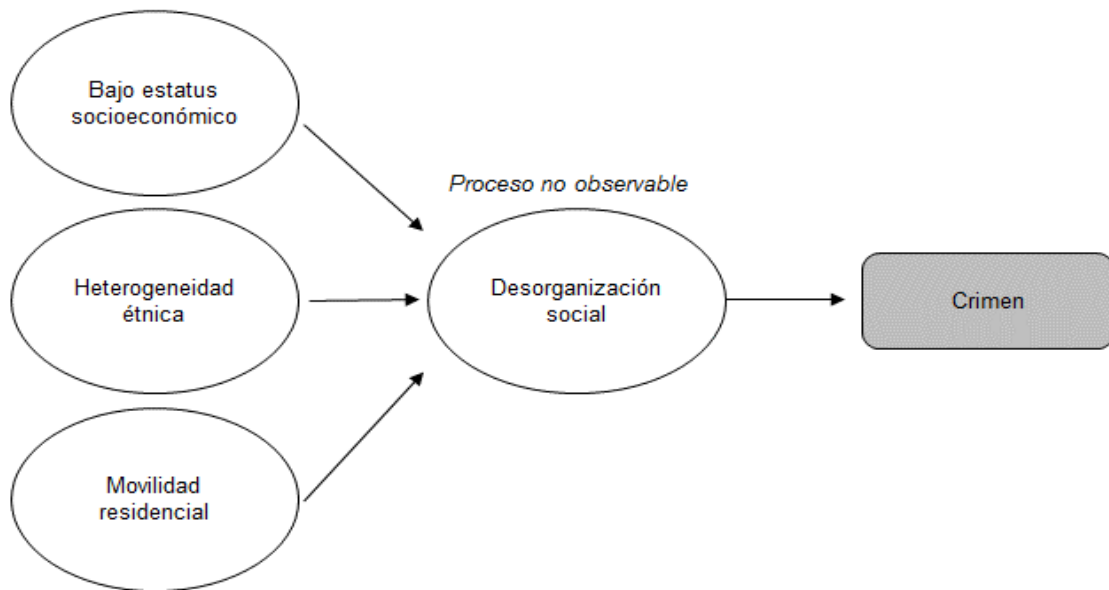 Bajo estatus
socioeconómico
Proceso no observable
Heterogeneidad
étnica
Desorganización
social
Crimen
Movilidad
residencial